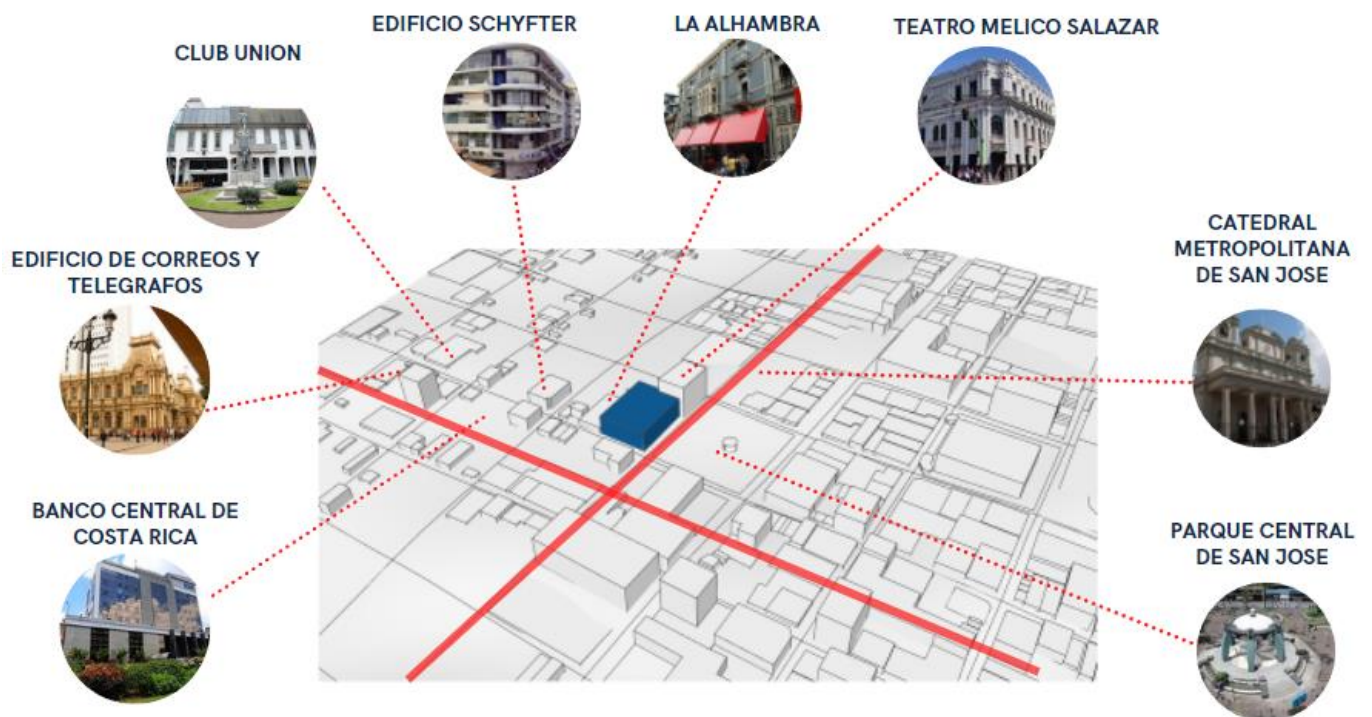 EDIFICIO SCHYFTER
LA ALHAMBRA
TEATRO MELICO SALAZAR
CLUB UNION
CATEDRAL
METROPOLITANA
DE SAN JOSE
EDIFICIO DE CORREOS Y
TELEGRAFOS
BANCO CENTRAL DE
COSTA RICA
PARQUE CENTRAL
DE SAN JOSE